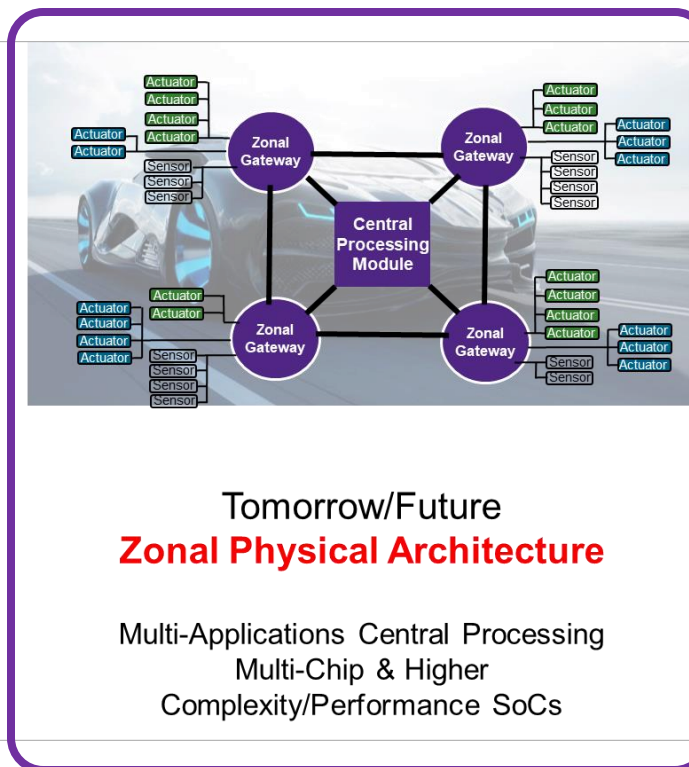 Actuator
Actuator
Actuator
Actuator
Actuator
Actuator
Sensor
Sensor
Sensor
Zonal
Gateway
Zonal
Gateway
Actuator
Actuator
Actuator
Actuator
Actuator
Actuator
Sensor
Sensor
Sensor
Sensor
Central
Processing
Module
Actuator
Actuator
Actuator
Actuator
Actuator
Actuator
Sensor
Sensor
Sensor
Sensor
Zonal
Gateway
Zonal
Gateway
Actuator
Actuator
Actuator
Actuator
Actuator
Actuator
Actuator
Sensor
Sensor
Tomorrow/Future
Zonal Physical Architecture
Multi-Applications Central Processing
Multi-Chip & Higher
Complexity/Performance SoCs